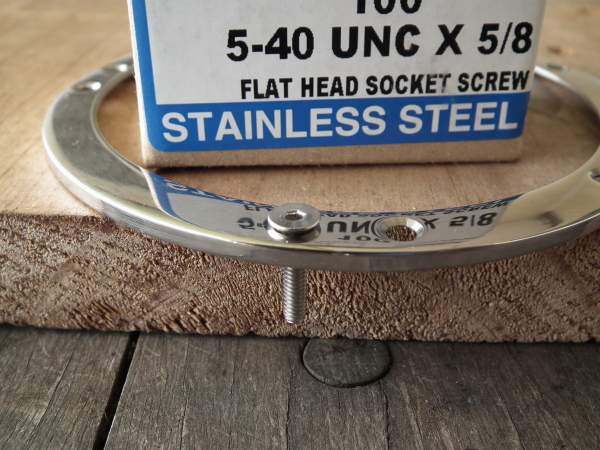 100
5-40 UNC X 5/8
FLAT HEAD SOCKET SCREW
STAINLESS STEEL